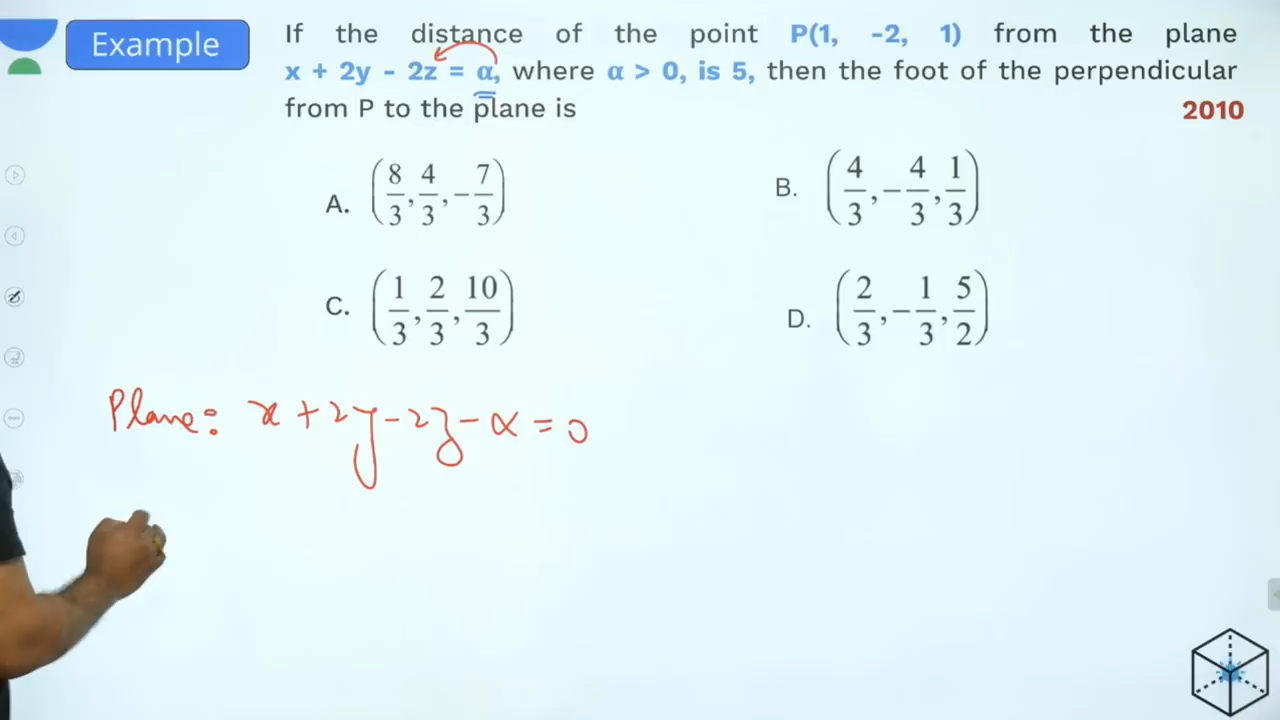 Example
If the distance of the point P(1, -2, 1) from the plane
x + 2y - 2z = α, where α > 0, is 5, then the foot of the perpendicular
from P to the plane is
2010
A. (8/3, 4/3, -7/3)
B. (4/3, -4/3, 1/3)
C. (1/3, 2/3, 10/3)
D. (2/3, -1/3, 5/2)
Plane: x + 2y - 2z - α = 0